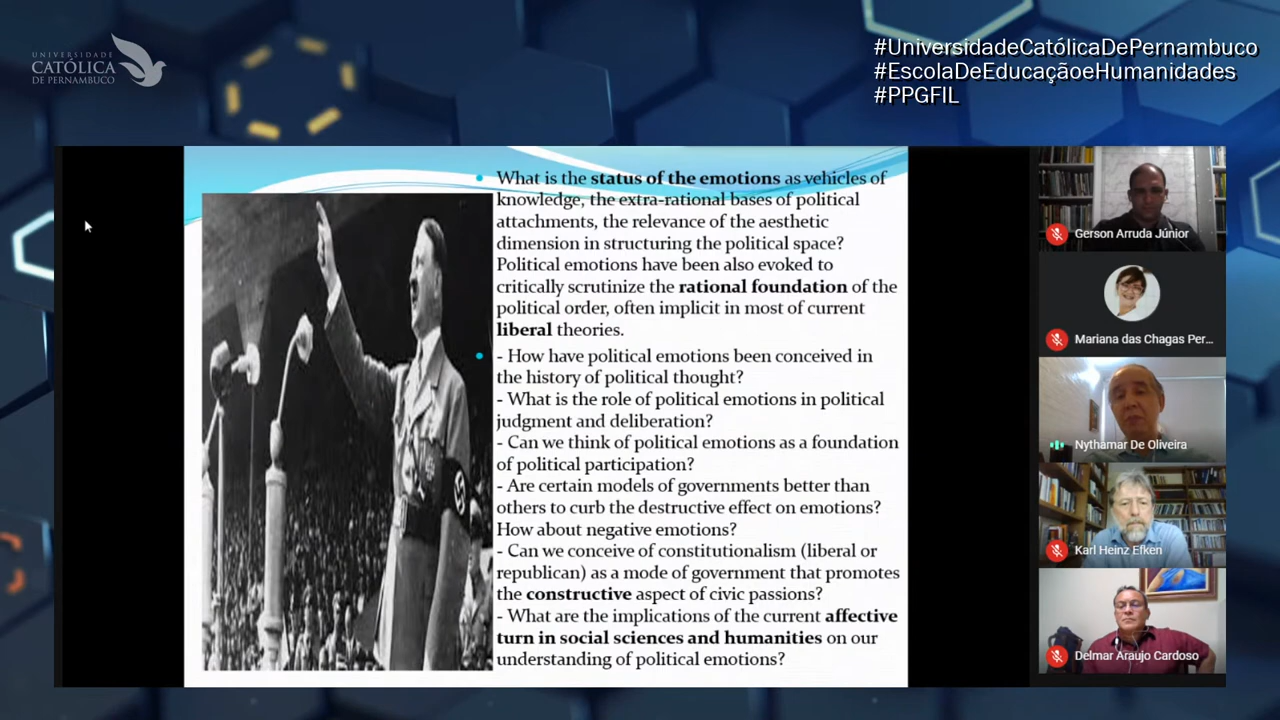 UNIVERSIDADE
CATÓLICA
DE PERNAMBUCO
#UniversidadeCatólicaDePernambuco
#EscolaDeEducaçãoeHumanidades
#PPGFIL
What is the status of the emotions as vehicles of
knowledge, the extra-rational bases of political
attachments, the relevance of the aesthetic
dimension in structuring the political space?
Political emotions have been also evoked to
critically scrutinize the rational foundation of the
political order, often implicit in most of current
liberal theories.
- How have political emotions been conceived in
the history of political thought?
- What is the role of political emotions in political
judgment and deliberation?
- Can we think of political emotions as a foundation
of political participation?
- Are certain models of governments better than
others to curb the destructive effect on emotions?
How about negative emotions?
- Can we conceive of constitutionalism (liberal or
republican) as a mode of government that promotes
the constructive aspect of civic passions?
- What are the implications of the current affective
turn in social sciences and humanities on our
understanding of political emotions?
Gerson Arruda Júnior
Mariana das Chagas Per...
Nythamar De Oliveira
Karl Heinz Efken
Delmar Araujo Cardoso